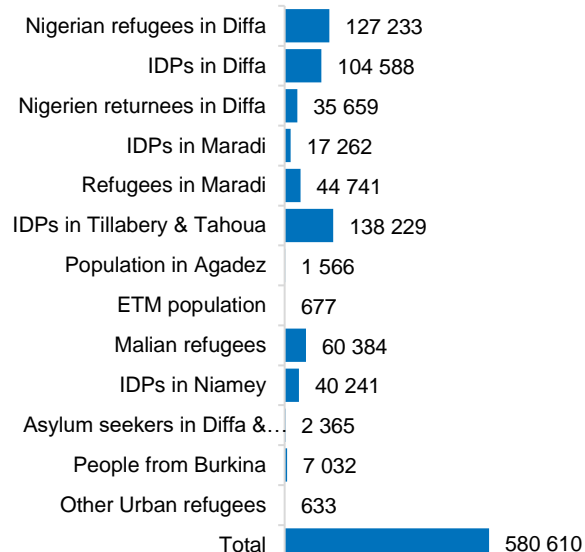 Nigerian refugees in Diffa 127 233
IDPs in Diffa 104 588
Nigerien returnees in Diffa 35 659
IDPs in Maradi 17 262
Refugees in Maradi 44 741
IDPs in Tillabery & Tahoua 138 229
Population in Agadez 1 566
ETM population 677
Malian refugees 60 384
IDPs in Niamey 40 241
Asylum seekers in Diffa &… 2 365
People from Burkina 7 032
Other Urban refugees 633
Total 580 610